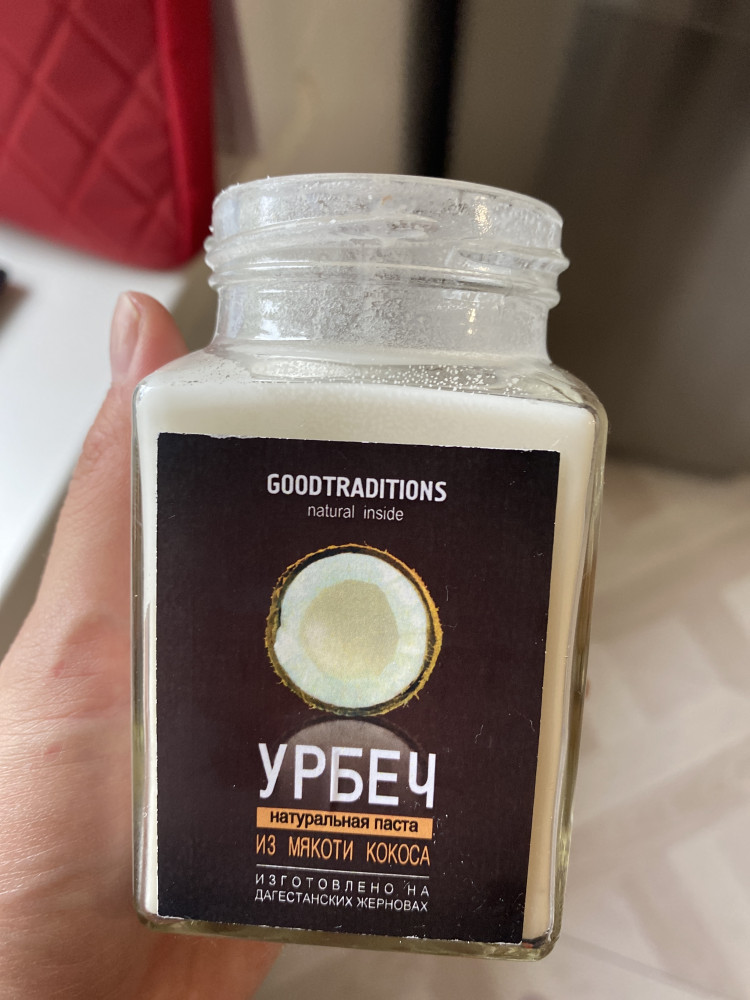 GOODTRADITIONS
natural inside
УРБЕЧ
натуральная паста
ИЗ МЯКОТИ КОКОСА
ИЗГОТОВЛЕНО НА
ДАГЕСТАНСКИХ ЖЕРНОВАХ